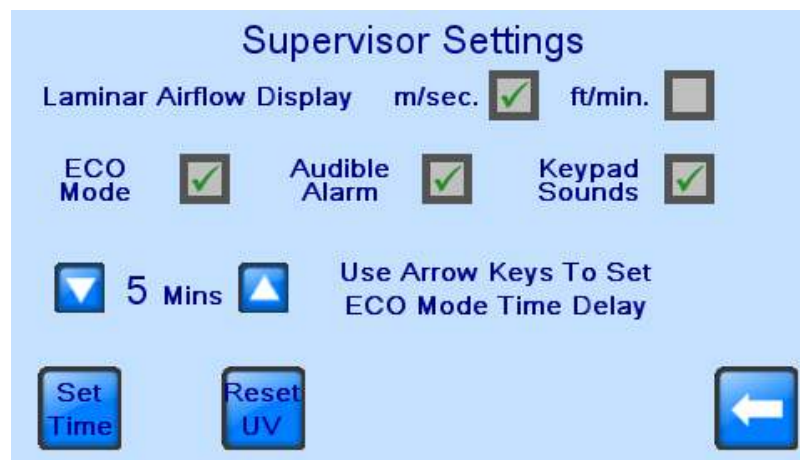 Supervisor Settings
Laminar Airflow Display m/sec. ft/min.
ECO
Mode
Audible
Alarm
Keypad
Sounds
5 Mins
Use Arrow Keys To Set
ECO Mode Time Delay
Set
Time
Reset
UV